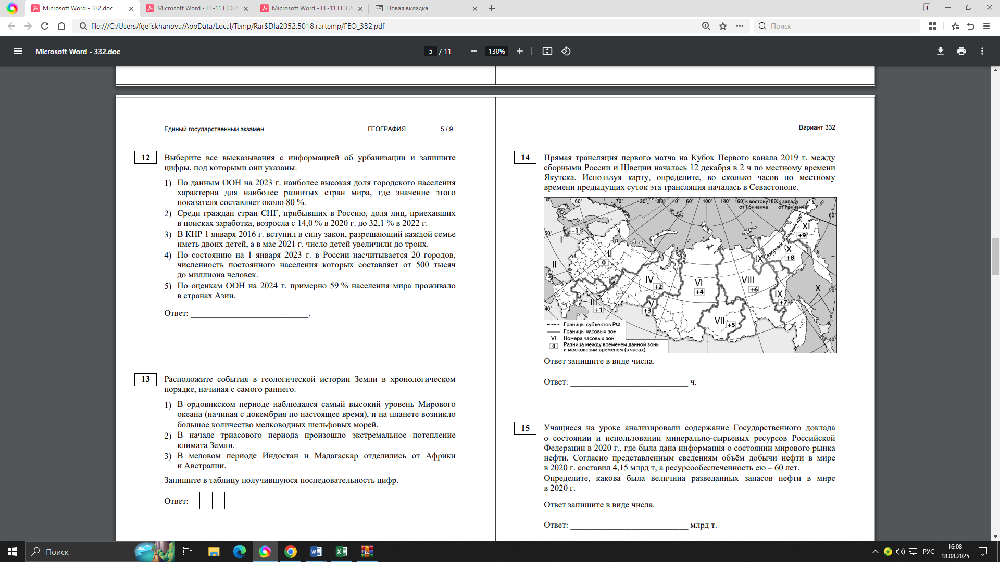 Microsoft Word - 332.doc
Microsoft Word - ГГ-11 ЕГЭ 2
Microsoft Word - ГГ-11 ЕГЭ 2
Новая вкладка
4
file:///C:/Users/fgeliskhanova/AppData/Local/Temp/Rar$DIa2052.5018.rartemp/ГЕО_332.pdf
Поиск
Microsoft Word - 332.doc
5 / 11
130%
Единый государственный экзамен
ГЕОГРАФИЯ
5 / 9
12
Выберите все высказывания с информацией об урбанизации и запишите
цифры, под которыми они указаны.
1) По данным ООН на 2023 г. наиболее высокая доля городского населения
характерна для наиболее развитых стран мира, где значение этого
показателя составляет около 80 %.
2) Среди граждан стран СНГ, прибывших в Россию, доля лиц, приехавших
в поисках заработка, возросла с 14,0 % в 2020 г. до 32,1 % в 2022 г.
3) В КНР 1 января 2016 г. вступил в силу закон, разрешающий каждой семье
иметь двоих детей, а в мае 2021 г. число детей увеличили до троих.
4) По состоянию на 1 января 2023 г. в России насчитывается 20 городов,
численность постоянного населения которых составляет от 500 тысяч
до миллиона человек.
5) По оценкам ООН на 2024 г. примерно 59 % населения мира проживало
в странах Азии.
Ответ: ____________________________.
13
Расположите события в геологической истории Земли в хронологическом
порядке, начиная с самого раннего.
1) В ордовикском периоде наблюдался самый высокий уровень Мирового
океана (начиная с докембрия по настоящее время), и на планете возникло
большое количество мелководных шельфовых морей.
2) В начале триасового периода произошло экстремальное потепление
климата Земли.
3) В меловом периоде Индостан и Мадагаскар отделились от Африки
и Австралии.
Запишите в таблицу получившуюся последовательность цифр.
Ответ:
Вариант 332
14
Прямая трансляция первого матча на Кубок Первого канала 2019 г. между
сборными России и Швеции началась 12 декабря в 2 ч по местному времени
Якутска. Используя карту, определите, во сколько часов по местному
времени предыдущих суток эта трансляция началась в Севастополе.
60° 70° 20° 80° 40° 60° 100° 140° 160° к востоку 180° к западу
от Гринвича от Гринвича
60°
50°
–1
I
XI
+9
Северный полярный круг
X
+8
IX
II
0
II
IV
+2
VI
+4
VIII
+6
X
50°
IX
+7
III
+1
V
+3
40°
VII
+5
40°
Границы субъектов РФ
Границы часовых зон
VI Номера часовых зон
0 Разница между временем данной зоны
и московским временем (в часах)
Ответ запишите в виде числа.
Ответ: ____________________________ ч.
15
Учащиеся на уроке анализировали содержание Государственного доклада
о состоянии и использовании минерально-сырьевых ресурсов Российской
Федерации в 2020 г., где была дана информация о состоянии мирового рынка
нефти. Согласно представленным сведениям объём добычи нефти в мире
в 2020 г. составил 4,15 млрд т, а ресурсообеспеченность ею – 60 лет.
Определите, какова была величина разведанных запасов нефти в мире
в 2020 г.
Ответ запишите в виде числа.
Ответ: ____________________________ млрд т.
Поиск
РУС
16:08
18.08.2025